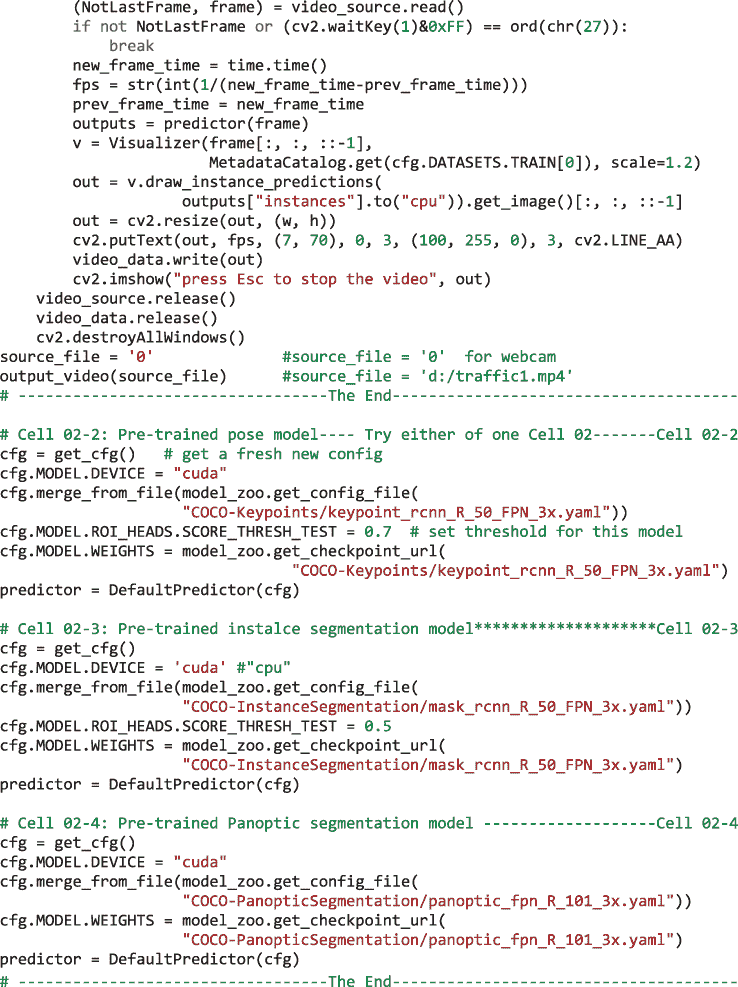 (NotLastFrame, frame) = video_source.read()
if not NotLastFrame or (cv2.waitKey(1)&0xFF) == ord(chr(27)):
break
new_frame_time = time.time()
fps = str(int(1/(new_frame_time-prev_frame_time)))
prev_frame_time = new_frame_time
outputs = predictor(frame)
v = Visualizer(frame[:, :, ::-1],
MetadataCatalog.get(cfg.DATASETS.TRAIN[0]), scale=1.2)
out = v.draw_instance_predictions(
outputs["instances"].to("cpu")).get_image()[:, :, ::-1]
out = cv2.resize(out, (w, h))
cv2.putText(out, fps, (7, 70), 0, 3, (100, 255, 0), 3, cv2.LINE_AA)
video_data.write(out)
cv2.imshow("press Esc to stop the video", out)
video_source.release()
video_data.release()
cv2.destroyAllWindows()
source_file = '0' #source_file = '0' for webcam
output_video(source_file) #source_file = 'd:/traffic1.mp4'
# ----------------------------------The End--------------------------------------
# Cell 02-2: Pre-trained pose model---- Try either of one Cell 02-------Cell 02-2
cfg = get_cfg() # get a fresh new config
cfg.MODEL.DEVICE = "cuda"
cfg.merge_from_file(model_zoo.get_config_file(
"COCO-Keypoints/keypoint_rcnn_R_50_FPN_3x.yaml"))
cfg.MODEL.ROI_HEADS.SCORE_THRESH_TEST = 0.7 # set threshold for this model
cfg.MODEL.WEIGHTS = model_zoo.get_checkpoint_url(
"COCO-Keypoints/keypoint_rcnn_R_50_FPN_3x.yaml")
predictor = DefaultPredictor(cfg)
# Cell 02-3: Pre-trained instalce segmentation model********************Cell 02-3
cfg = get_cfg()
cfg.MODEL.DEVICE = 'cuda' #"cpu"
cfg.merge_from_file(model_zoo.get_config_file(
"COCO-InstanceSegmentation/mask_rcnn_R_50_FPN_3x.yaml"))
cfg.MODEL.ROI_HEADS.SCORE_THRESH_TEST = 0.5
cfg.MODEL.WEIGHTS = model_zoo.get_checkpoint_url(
"COCO-InstanceSegmentation/mask_rcnn_R_50_FPN_3x.yaml")
predictor = DefaultPredictor(cfg)
# Cell 02-4: Pre-trained Panoptic segmentation model -------------------Cell 02-4
cfg = get_cfg()
cfg.MODEL.DEVICE = "cuda"
cfg.merge_from_file(model_zoo.get_config_file(
"COCO-PanopticSegmentation/panoptic_fpn_R_101_3x.yaml"))
cfg.MODEL.WEIGHTS = model_zoo.get_checkpoint_url(
"COCO-PanopticSegmentation/panoptic_fpn_R_101_3x.yaml")
predictor = DefaultPredictor(cfg)
# ----------------------------------The End--------------------------------------